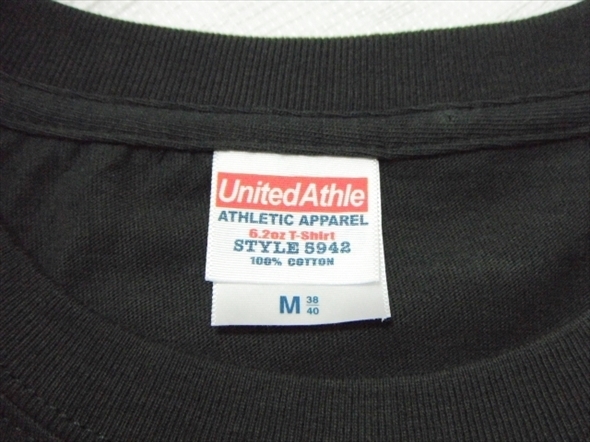 UnitedAthle
ATHLETIC APPAREL
6.2oz T-Shirt
STYLE 5942
100% COTTON
M 38
40